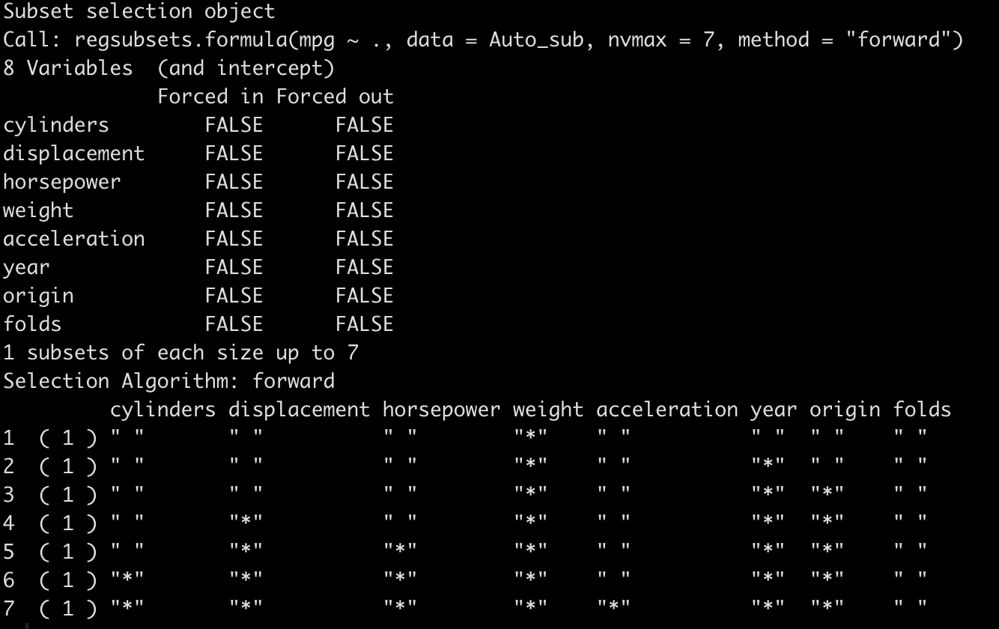 Subset selection object
Call: regsubsets.formula(mpg ~ ., data = Auto_sub, nvmax = 7, method = "forward")
8 Variables  (and intercept)
             Forced in Forced out
cylinders        FALSE      FALSE
displacement     FALSE      FALSE
horsepower       FALSE      FALSE
weight           FALSE      FALSE
acceleration     FALSE      FALSE
year             FALSE      FALSE
origin           FALSE      FALSE
folds            FALSE      FALSE
1 subsets of each size up to 7
Selection Algorithm: forward
         cylinders displacement horsepower weight acceleration year origin folds
1  ( 1 ) " "       " "          " "        "*"    " "          " "  " "    " "
2  ( 1 ) " "       " "          " "        "*"    " "          "*"  " "    " "
3  ( 1 ) " "       " "          " "        "*"    " "          "*"  "*"    " "
4  ( 1 ) " "       "*"          " "        "*"    " "          "*"  "*"    " "
5  ( 1 ) " "       "*"          "*"        "*"    " "          "*"  "*"    " "
6  ( 1 ) "*"       "*"          "*"        "*"    " "          "*"  "*"    " "
7  ( 1 ) "*"       "*"          "*"        "*"    "*"          "*"  "*"    " "